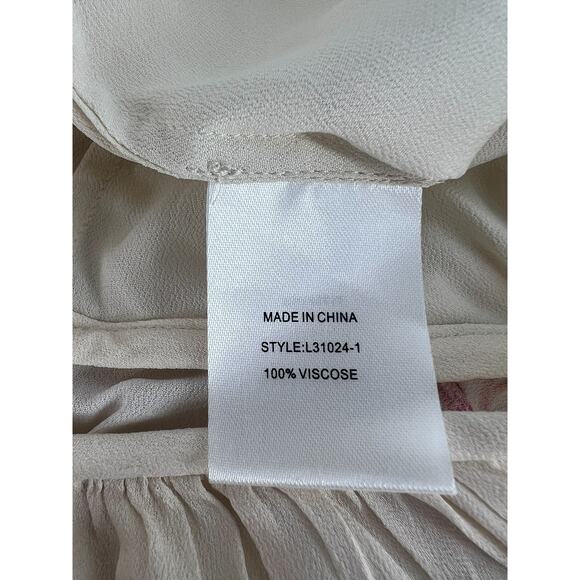 MADE IN CHINA
STYLE:L31024-1
100% VISCOSE